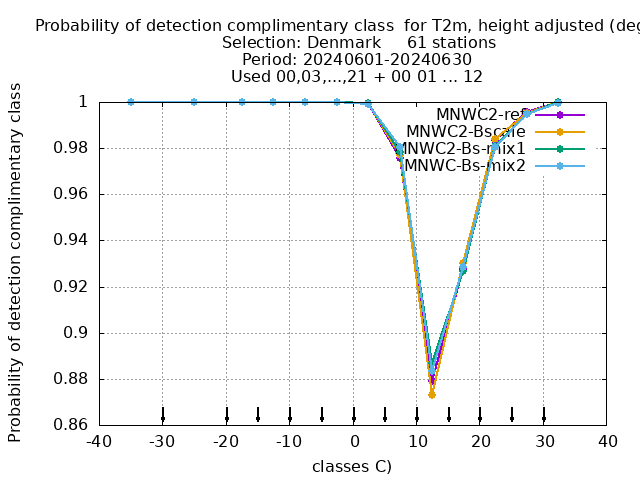 Probability of detection complimentary class  for T2m, height adjusted (deg
Selection: Denmark     61 stations
Period: 20240601-20240630
Used 00,03,...,21 + 00 01 ... 12
Probability of detection complimentary class
1
0.98
0.96
0.94
0.92
0.9
0.88
0.86
MNWC2-ref
MNWC2-Bscale
MNWC2-Bs-mix1
MNWC-Bs-mix2
-40 -30 -20 -10 0 10 20 30 40
classes C)